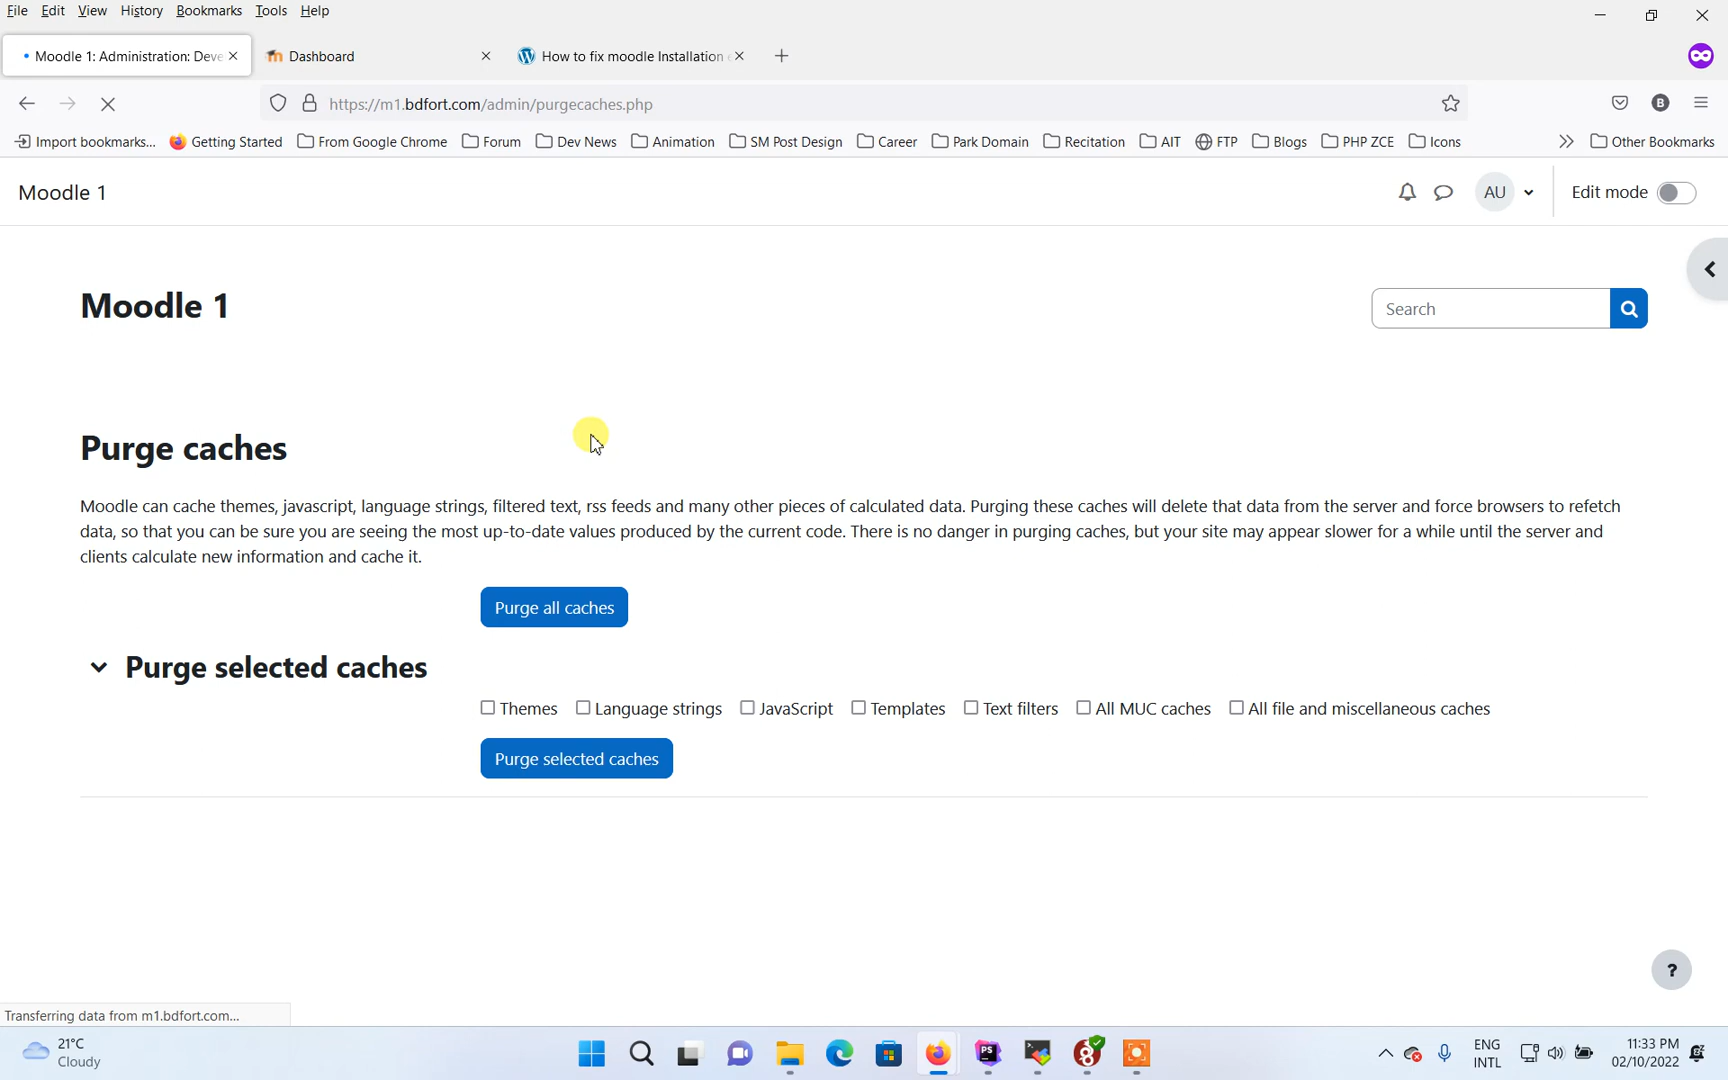 File Edit View History Bookmarks Tools Help
Moodle 1: Administration: Deve
Dashboard
How to fix moodle Installation
https://m1.bdfort.com/admin/purgecaches.php
B
Import bookmarks... Getting Started From Google Chrome Forum Dev News Animation SM Post Design Career Park Domain Recitation AIT FTP Blogs PHP ZCE Icons Other Bookmarks
Moodle 1
AU
Edit mode
Moodle 1
Search
Purge caches
Moodle can cache themes, javascript, language strings, filtered text, rss feeds and many other pieces of calculated data. Purging these caches will delete that data from the server and force browsers to refetch
data, so that you can be sure you are seeing the most up-to-date values produced by the current code. There is no danger in purging caches, but your site may appear slower for a while until the server and
clients calculate new information and cache it.
Purge all caches
Purge selected caches
Themes Language strings JavaScript Templates Text filters All MUC caches All file and miscellaneous caches
Purge selected caches
?
Transferring data from m1.bdfort.com...
21°C
Cloudy
PS
ENG
INTL
11:33 PM
02/10/2022